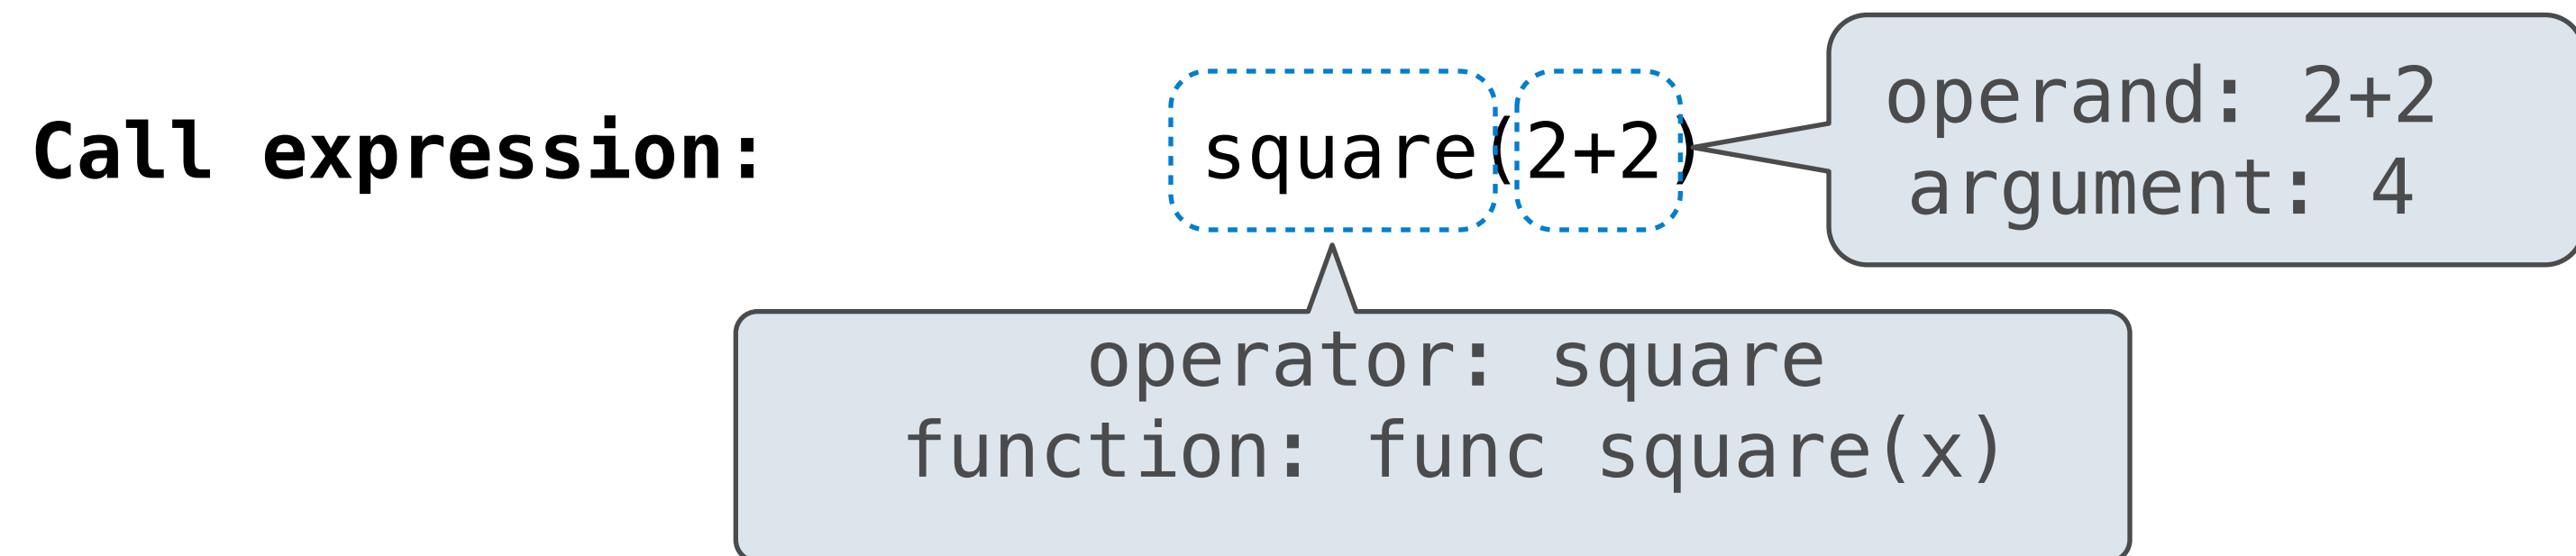 Call expression:
square(2+2)
operand: 2+2
argument: 4
operator: square
function: func square(x)